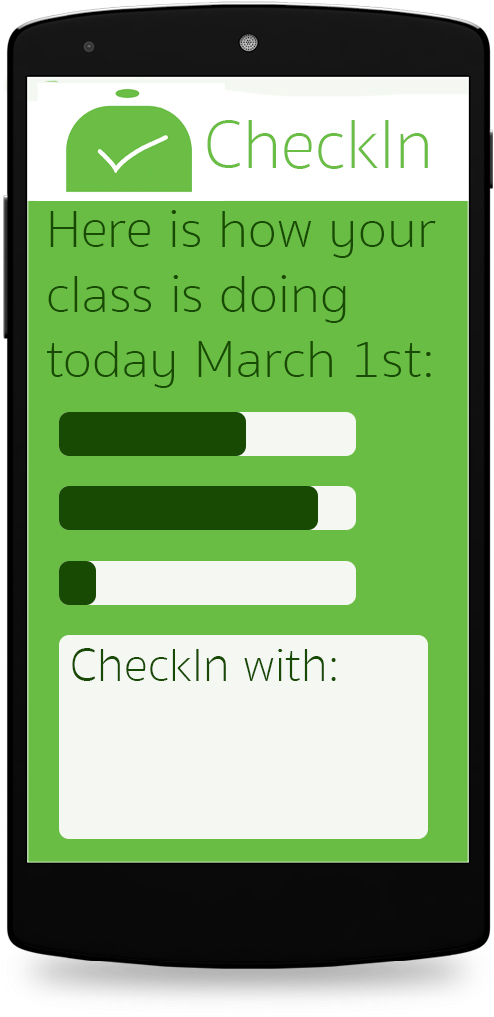 CheckIn
Here is how your
class is doing
today March 1st:
CheckIn with: